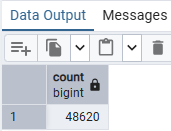 Data Output Messages
count
bigint
1 48620